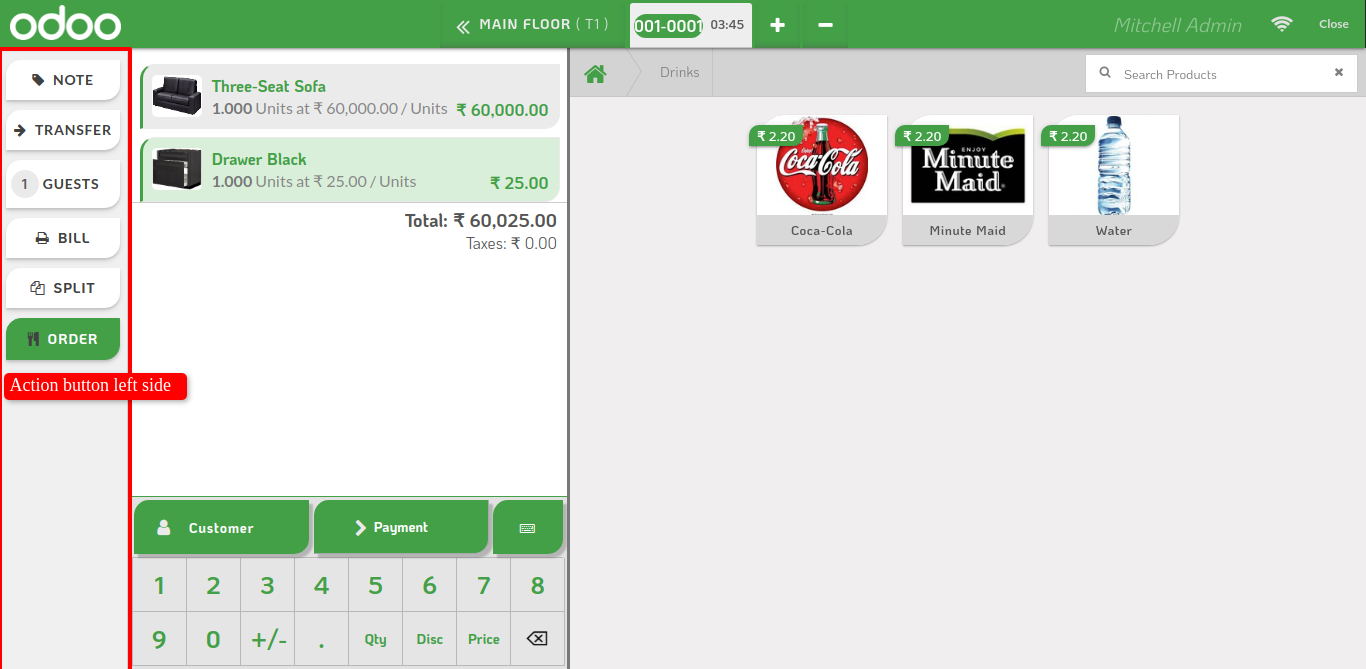 odoo
MAIN FLOOR ( T1 )
001-0001 03:45
+
-
Mitchell Admin
Close
NOTE
TRANSFER
1 GUESTS
BILL
SPLIT
ORDER
Action button left side
Three-Seat Sofa
1.000 Units at ₹ 60,000.00 / Units ₹ 60,000.00
Drawer Black
1.000 Units at ₹ 25.00 / Units ₹ 25.00
Total: ₹ 60,025.00
Taxes: ₹ 0.00
Customer
Payment
1 2 3 4 5 6 7 8
9 0 +/- . Qty Disc Price
Drinks
Search Products
₹ 2.20
ENJOY
Coca-Cola
Coca-Cola
₹ 2.20
ENJOY
Minute
Maid
Minute Maid
₹ 2.20
Water